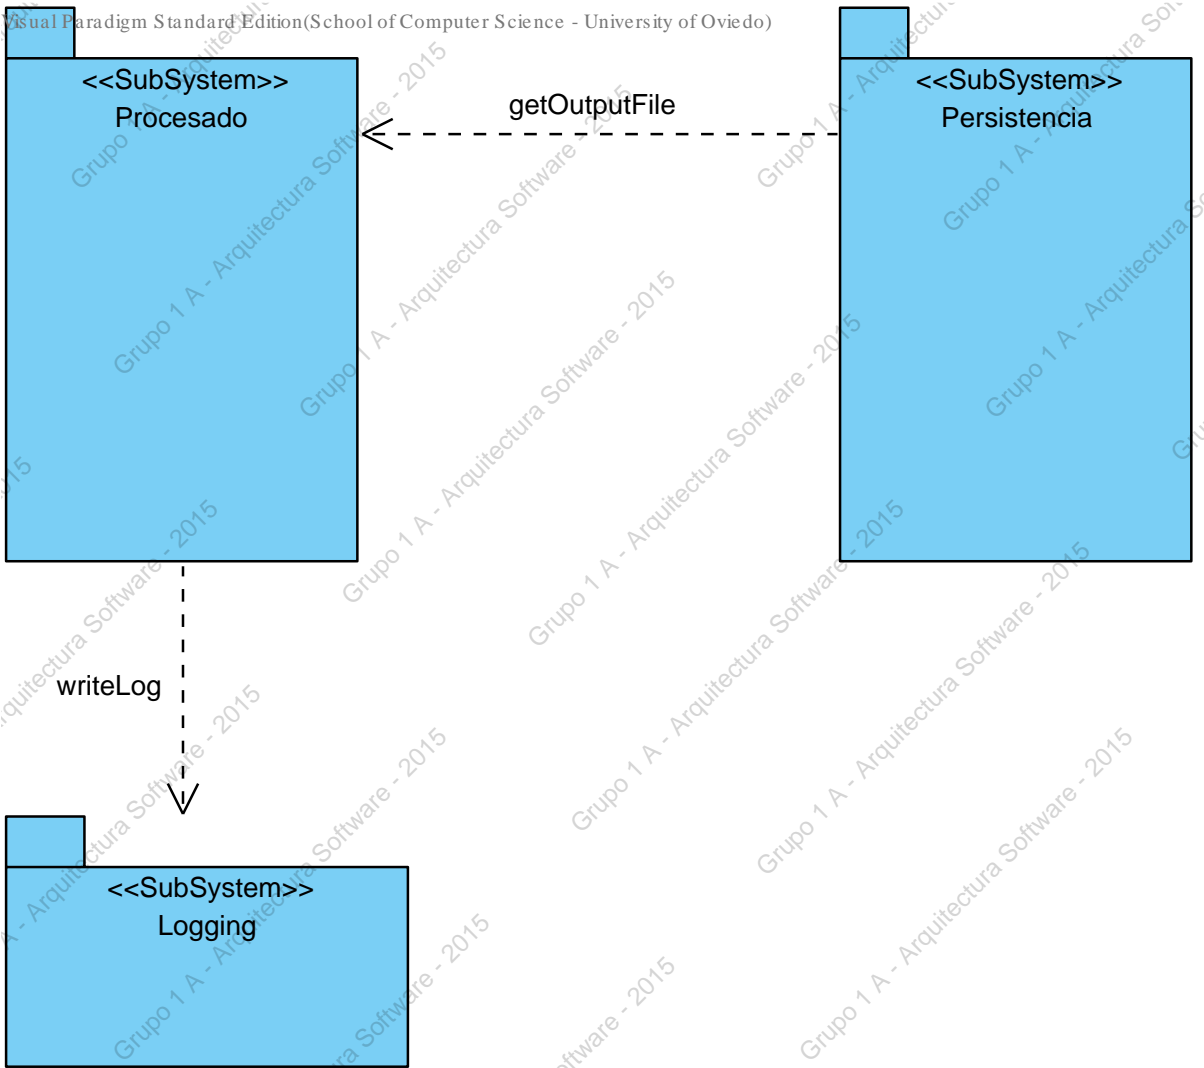 Visual Paradigm Standard Edition(School of Computer Science - University of Oviedo)
<<SubSystem>>
Procesado
getOutputFile
<<SubSystem>>
Persistencia
writeLog
<<SubSystem>>
Logging
Grupo 1 A - Arquitectura Software - 2015